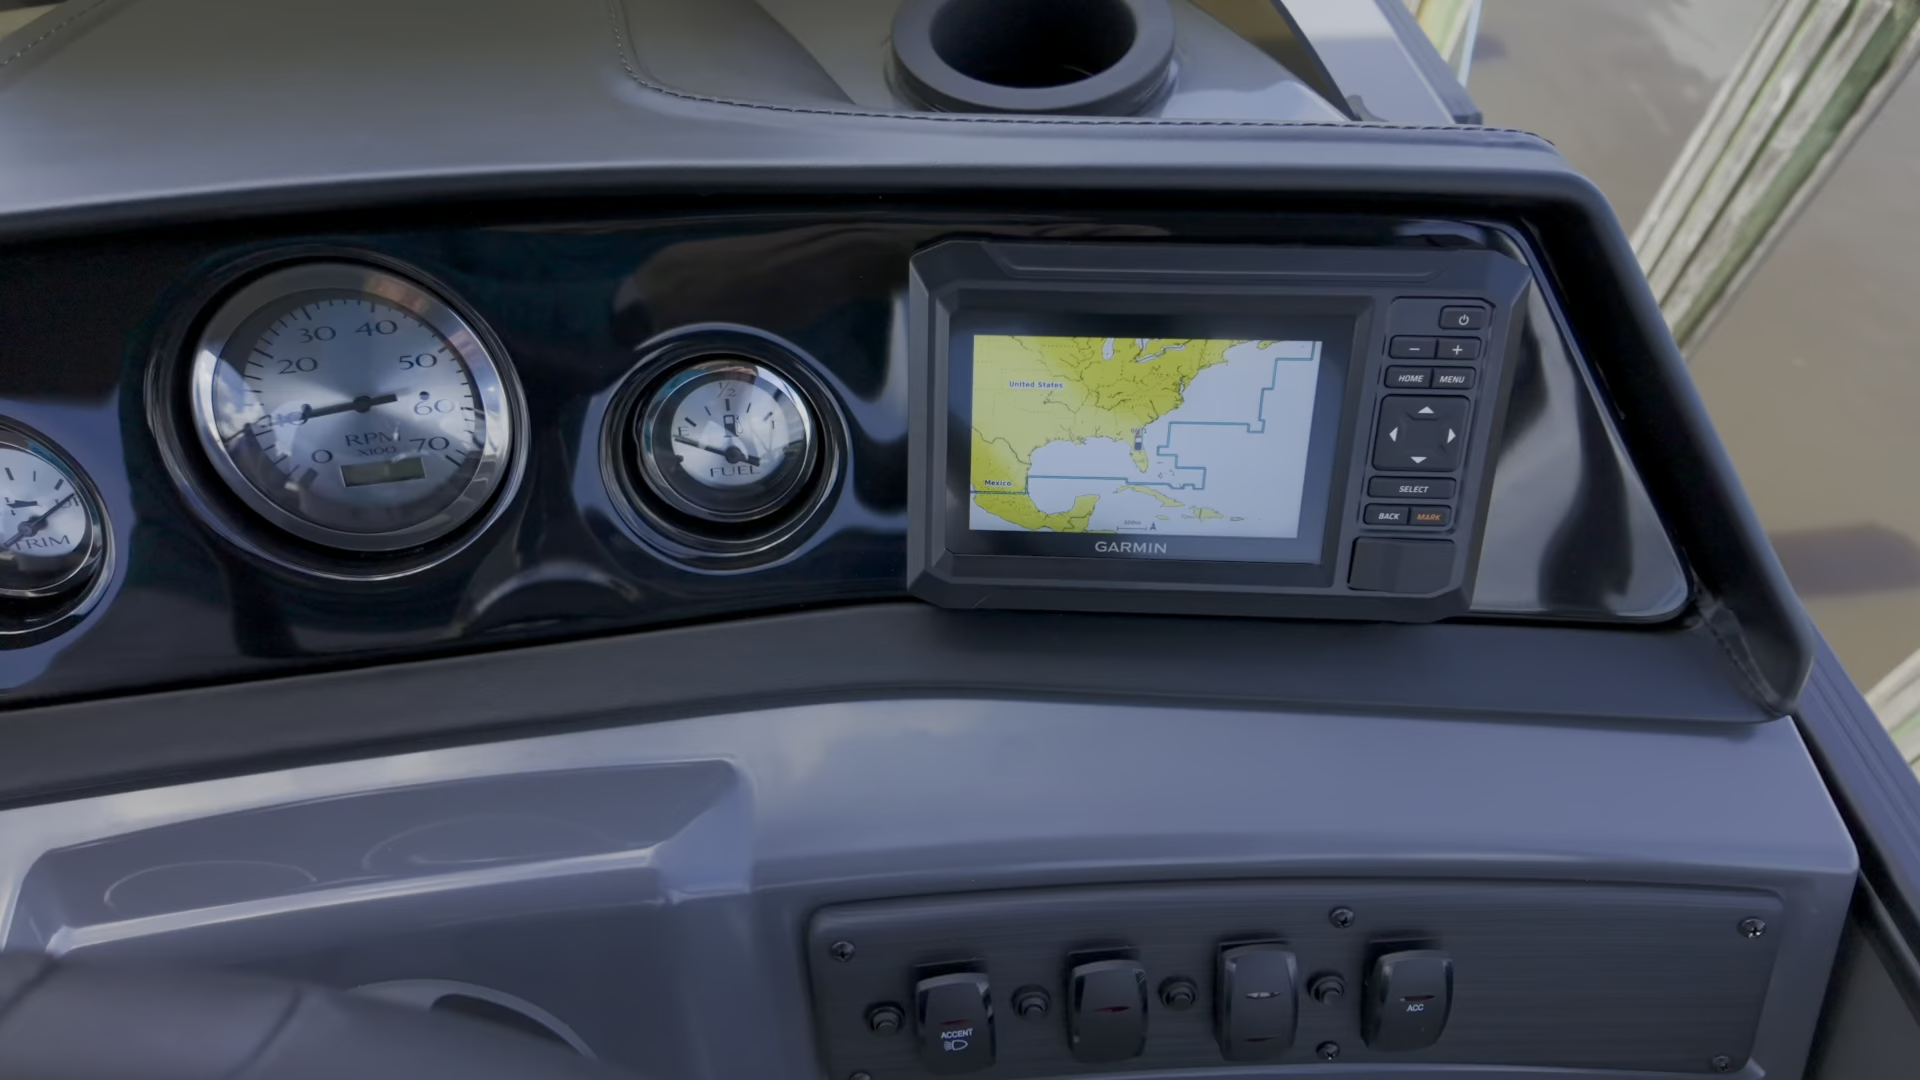 30 40
20 50
10 60
0 RPM 70
X100
TRIM
1/2
E
FUEL
United States
Mexico
GARMIN
HOME MENU
SELECT
BACK MARK
ACCENT
ACC